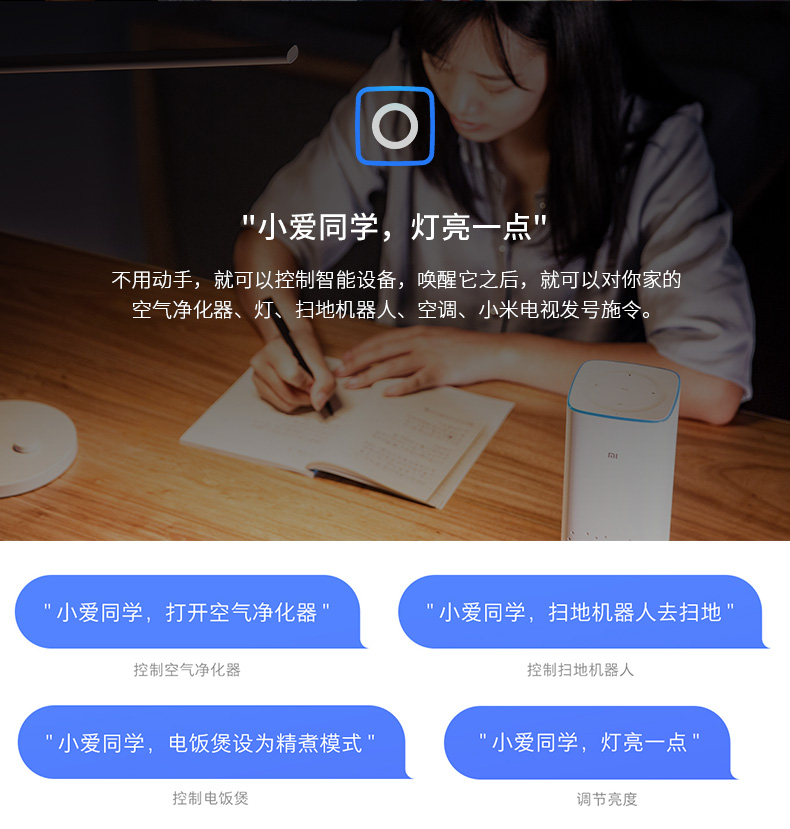 "小爱同学，灯亮一点"
不用动手，就可以控制智能设备，唤醒它之后，就可以对你家的
空气净化器、灯、扫地机器人、空调、小米电视发号施令。
mi
"小爱同学，打开空气净化器"
"小爱同学，扫地机器人去扫地"
控制空气净化器
控制扫地机器人
"小爱同学，电饭煲设为精煮模式"
"小爱同学，灯亮一点"
控制电饭煲
调节亮度